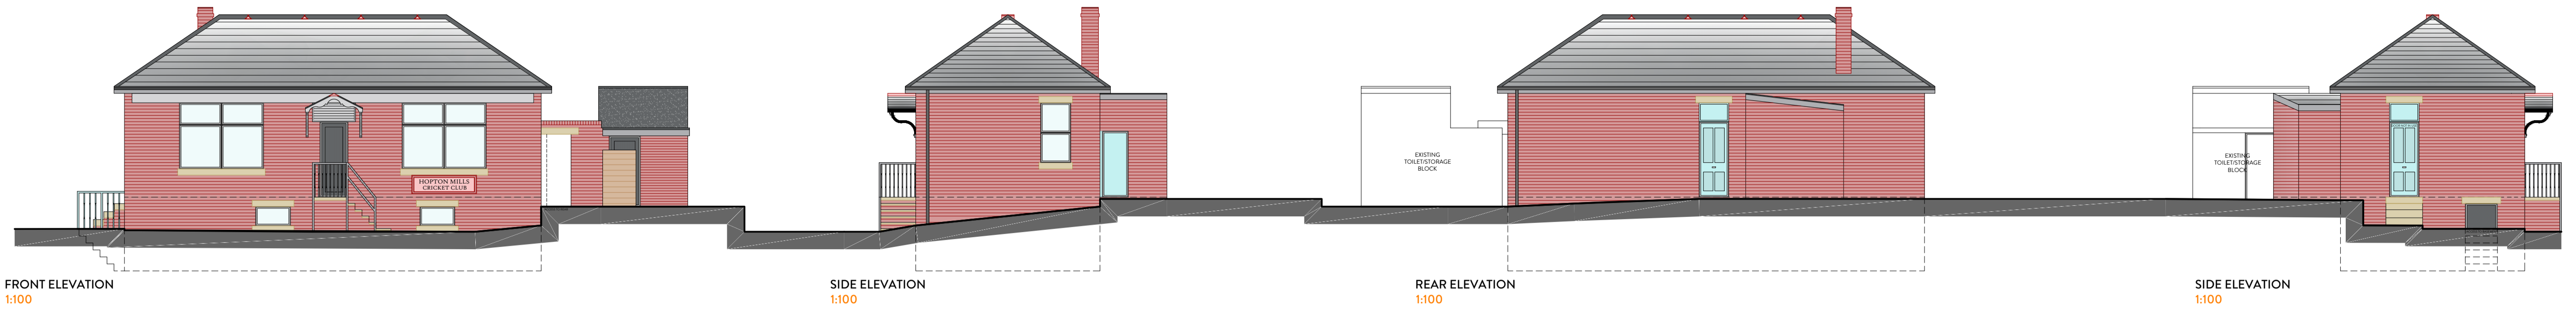 HOPTON MILLS
CRICKET CLUB
EXISTING
TOILET/STORAGE
BLOCK
EXISTING
TOILET/STORAGE
BLOCK
FRONT ELEVATION
1:100
SIDE ELEVATION
1:100
REAR ELEVATION
1:100
SIDE ELEVATION
1:100